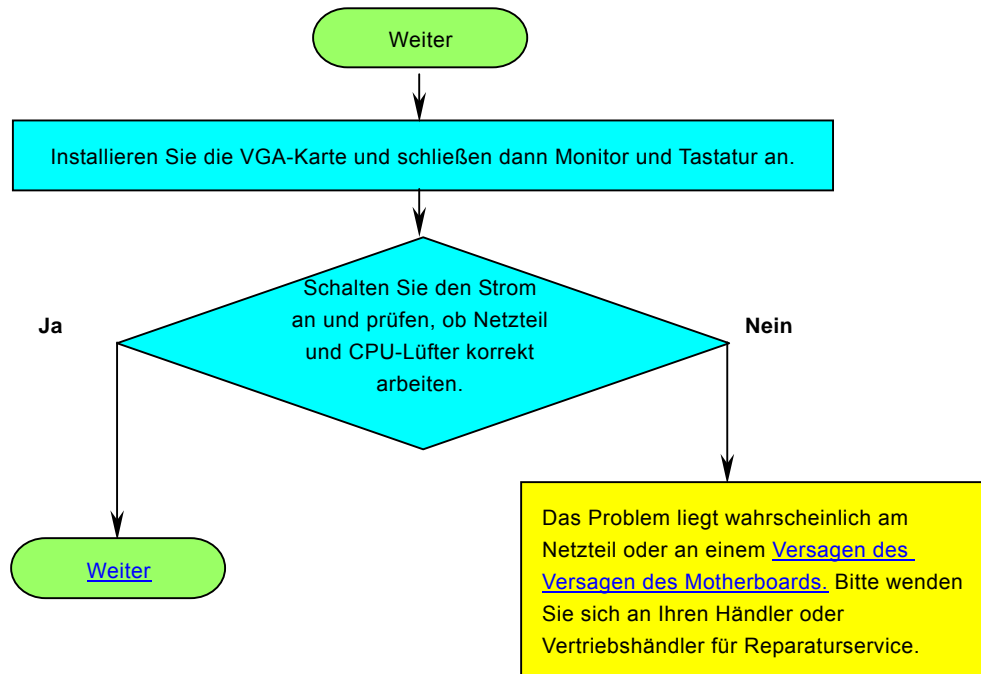 Weiter
Installieren Sie die VGA-Karte und schließen dann Monitor und Tastatur an.
Schalten Sie den Strom
an und prüfen, ob Netzteil
und CPU-Lüfter korrekt
arbeiten.
Ja
Nein
Weiter
Das Problem liegt wahrscheinlich am
Netzteil oder an einem Versagen des
Versagen des Motherboards. Bitte wenden
Sie sich an Ihren Händler oder
Vertriebshändler für Reparaturservice.